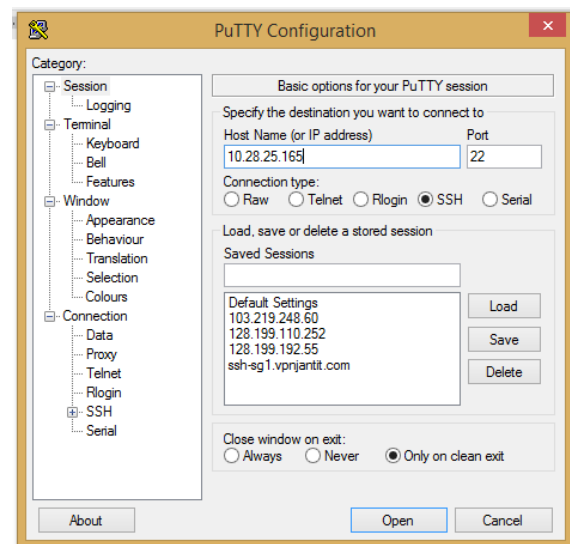 PuTTY Configuration
Category:
Session
Logging
Terminal
Keyboard
Bell
Features
Window
Appearance
Behaviour
Translation
Selection
Colours
Connection
Data
Proxy
Telnet
Rlogin
SSH
Serial
Basic options for your PuTTY session
Specify the destination you want to connect to
Host Name (or IP address) Port
10.28.25.165 22
Connection type:
Raw Telnet Rlogin SSH Serial
Load, save or delete a stored session
Saved Sessions
Default Settings
103.219.248.60
128.199.110.252
128.199.192.55
ssh-sg1.vpnjantit.com
Load
Save
Delete
Close window on exit:
Always Never Only on clean exit
About Open Cancel